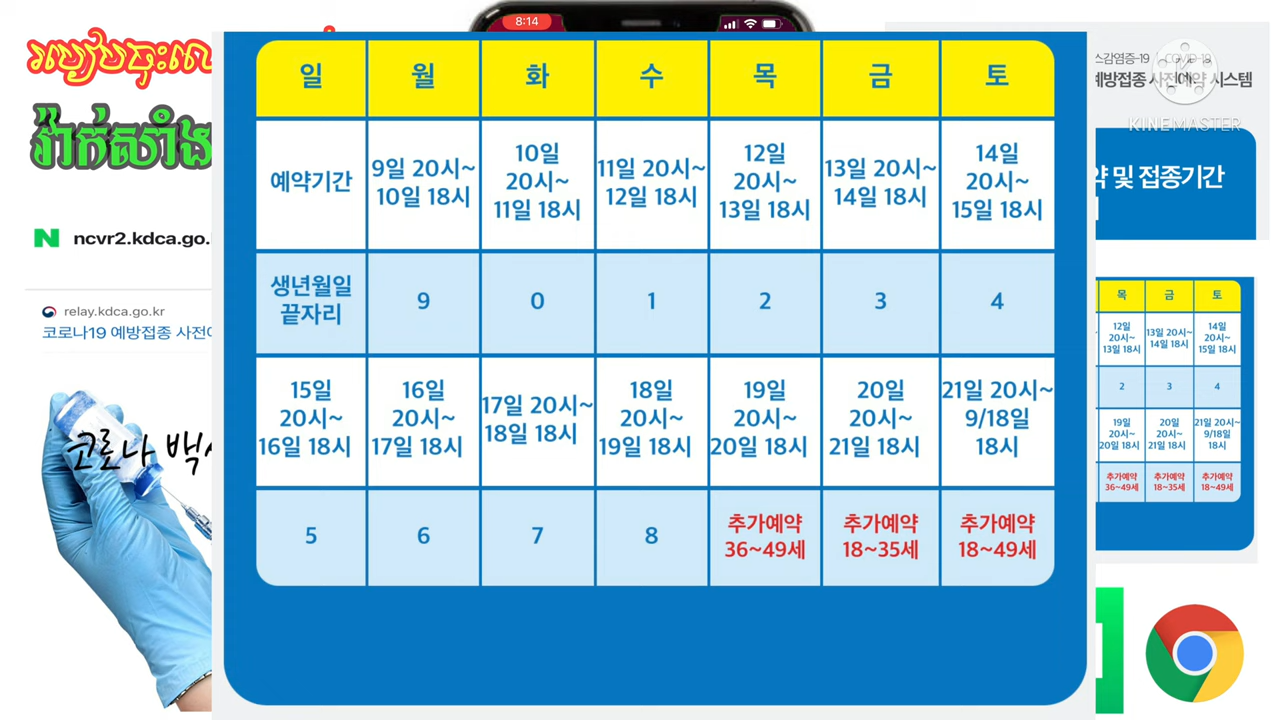 8:14
របៀបចុះឈ
វ៉ាក់សាំង
N ncvr2.kdca.go.
relay.kdca.go.kr
코로나19 예방접종 사전
코로나 백
일 월 화 수 목 금 토
예약기간
9일 20시~
10일 18시
10일
20시~
11일 18시
11일 20시~
12일 18시
12일
20시~
13일 18시
13일 20시~
14일 18시
14일
20시~
15일 18시
생년월일
끝자리
9 0 1 2 3 4
15일
20시~
16일 18시
16일
20시~
17일 18시
17일 20시~
18일 18시
18일
20시~
19일 18시
19일
20시~
20일 18시
20일
20시~
21일 18시
21일 20시~
9/18일
18시
5 6 7 8
추가예약
36~49세
추가예약
18~35세
추가예약
18~49세
스감염증-19 COVID-19
예방접종 사전예약 시스템
KINEMASTER
약 및 접종기간
목 금 토
12일
20시~
13일 18시
13일 20시~
14일 18시
14일
20시~
15일 18시
2 3 4
19일
20시~
20일 18시
20일
20시~
21일 18시
21일 20시~
9/18일
18시
추가예약
36~49세
추가예약
18~35세
추가예약
18~49세